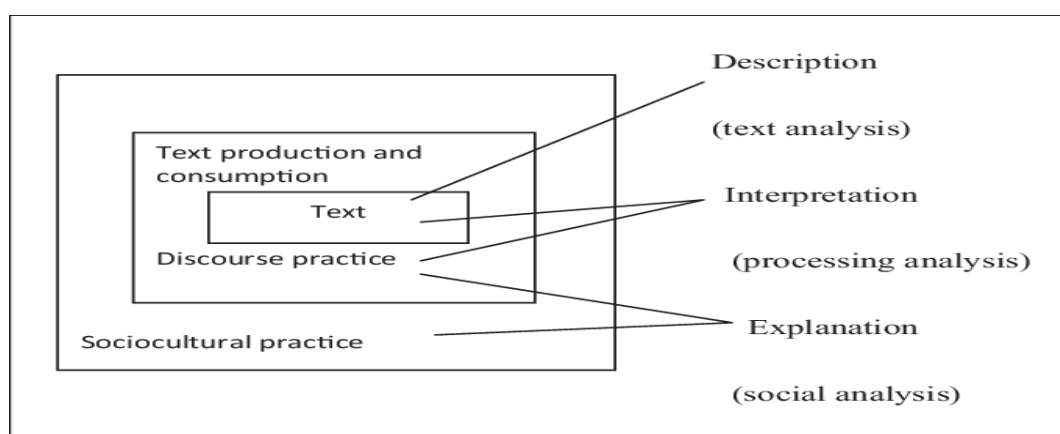 Description
(text analysis)
Text production and
consumption
Text
Interpretation
Discourse practice
(processing analysis)
Explanation
Sociocultural practice
(social analysis)